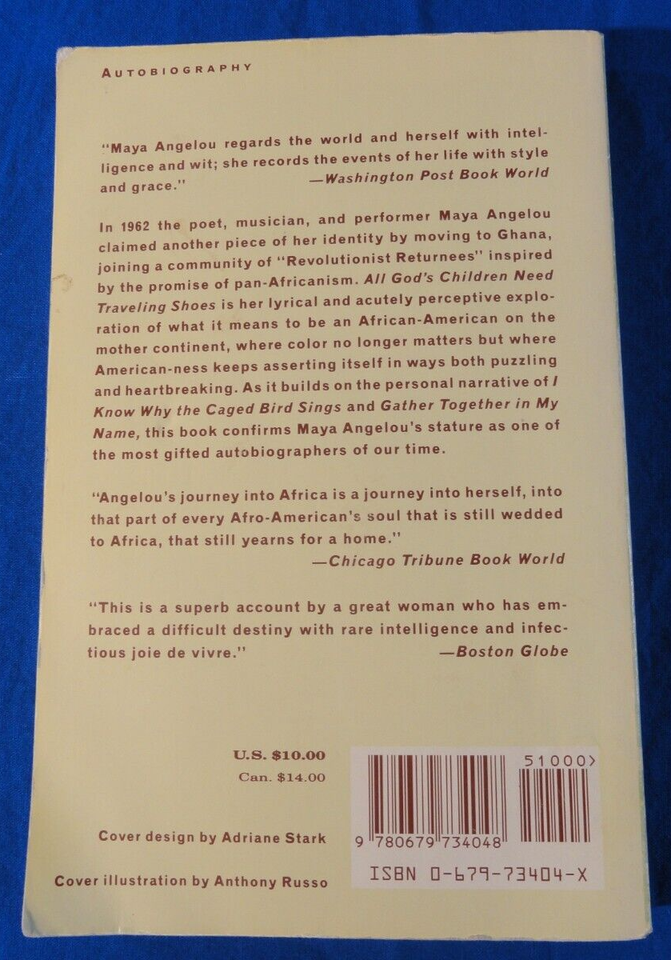 AUTOBIOGRAPHY
"Maya Angelou regards the world and herself with intel-
ligence and wit; she records the events of her life with style
and grace." —Washington Post Book World
In 1962 the poet, musician, and performer Maya Angelou
claimed another piece of her identity by moving to Ghana,
joining a community of "Revolutionist Returnees" inspired
by the promise of pan-Africanism. All God's Children Need
Traveling Shoes is her lyrical and acutely perceptive explo-
ration of what it means to be an African-American on the
mother continent, where color no longer matters but where
American-ness keeps asserting itself in ways both puzzling
and heartbreaking. As it builds on the personal narrative of I
Know Why the Caged Bird Sings and Gather Together in My
Name, this book confirms Maya Angelou's stature as one of
the most gifted autobiographers of our time.
"Angelou's journey into Africa is a journey into herself, into
that part of every Afro-American's soul that is still wedded
to Africa, that still yearns for a home."
—Chicago Tribune Book World
"This is a superb account by a great woman who has em-
braced a difficult destiny with rare intelligence and infec-
tious joie de vivre." —Boston Globe
U.S. $10.00
Can. $14.00
Cover design by Adriane Stark
Cover illustration by Anthony Russo
51000>
9 780679 734048
ISBN 0-679-73404-X